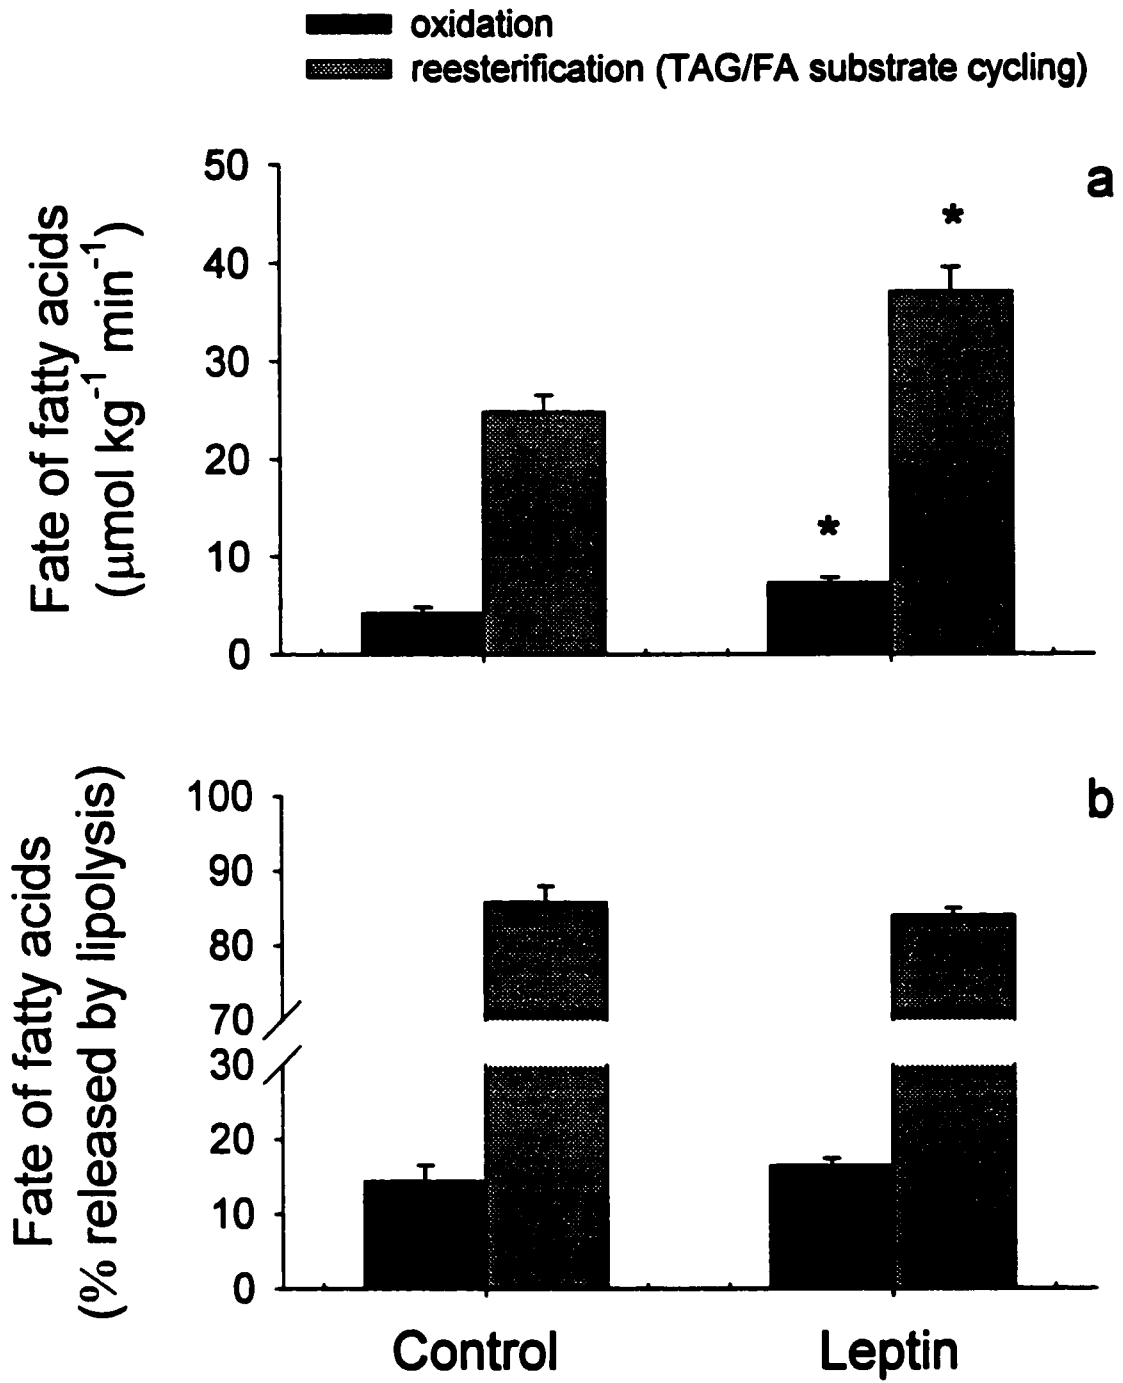 oxidation
reesterification (TAG/FA substrate cycling)
a
Fate of fatty acids
(μmol kg⁻¹ min⁻¹)
50
40
30
20
10
0
*
*
b
Fate of fatty acids
(% released by lipolysis)
100
90
80
70
30
20
10
0
Control Leptin